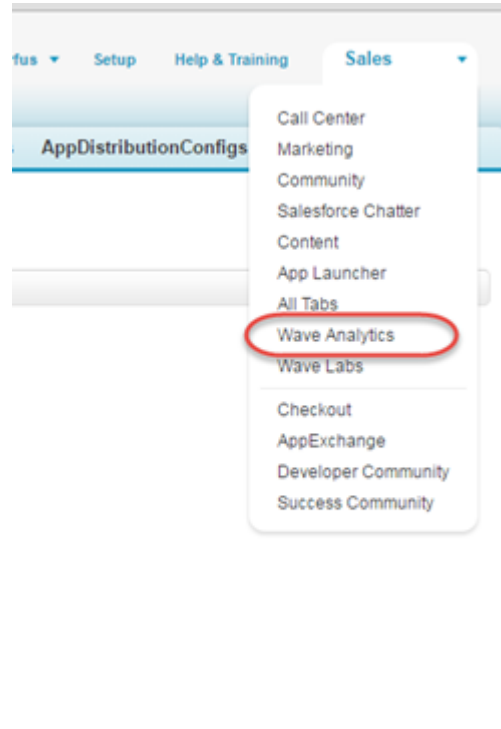 Setup Help & Training Sales
AppDistributionConfigs
Call Center
Marketing
Community
Salesforce Chatter
Content
App Launcher
All Tabs
Wave Analytics
Wave Labs
Checkout
AppExchange
Developer Community
Success Community